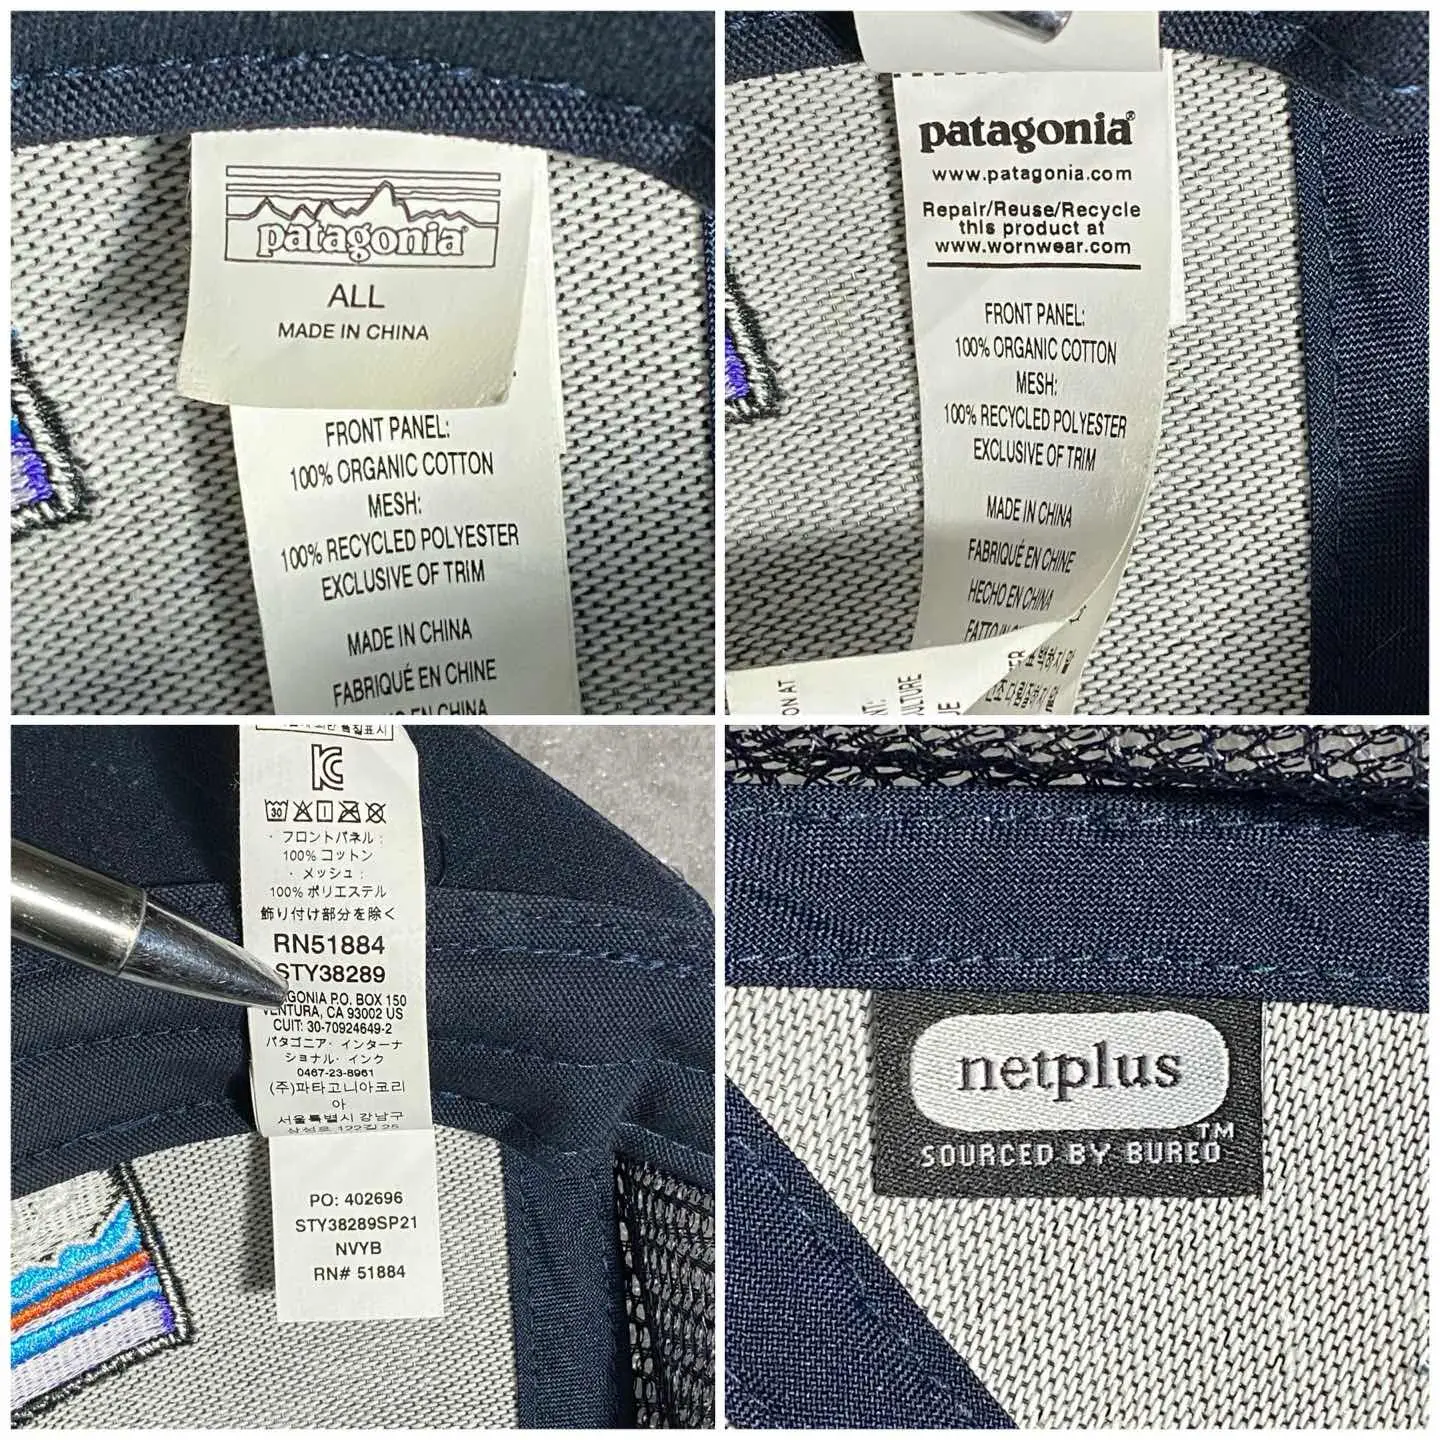 patagonia
ALL
MADE IN CHINA
FRONT PANEL:
100% ORGANIC COTTON
MESH:
100% RECYCLED POLYESTER
EXCLUSIVE OF TRIM
MADE IN CHINA
FABRIQUÉ EN CHINE
EN CHINA
patagonia®
www.patagonia.com
Repair/Reuse/Recycle
this product at
www.wornwear.com
FRONT PANEL:
100% ORGANIC COTTON
MESH:
100% RECYCLED POLYESTER
EXCLUSIVE OF TRIM
MADE IN CHINA
FABRIQUÉ EN CHINE
HECHO EN CHINA
FATTO IN
30
・フロントパネル:
100% コットン
・メッシュ:
100% ポリエステル
飾り付け部分を除く
RN51884
STY38289
P.O. BOX 150
VENTURA, CA 93002 US
CUIT: 30-70924649-2
パタゴニア・インターナ
ショナル・インク
0467-23-8961
(주)파타고니아코리
아
서울특별시 강남구
PO: 402696
STY38289SP21
NVYB
RN# 51884
netplus
SOURCED BY BUREO™